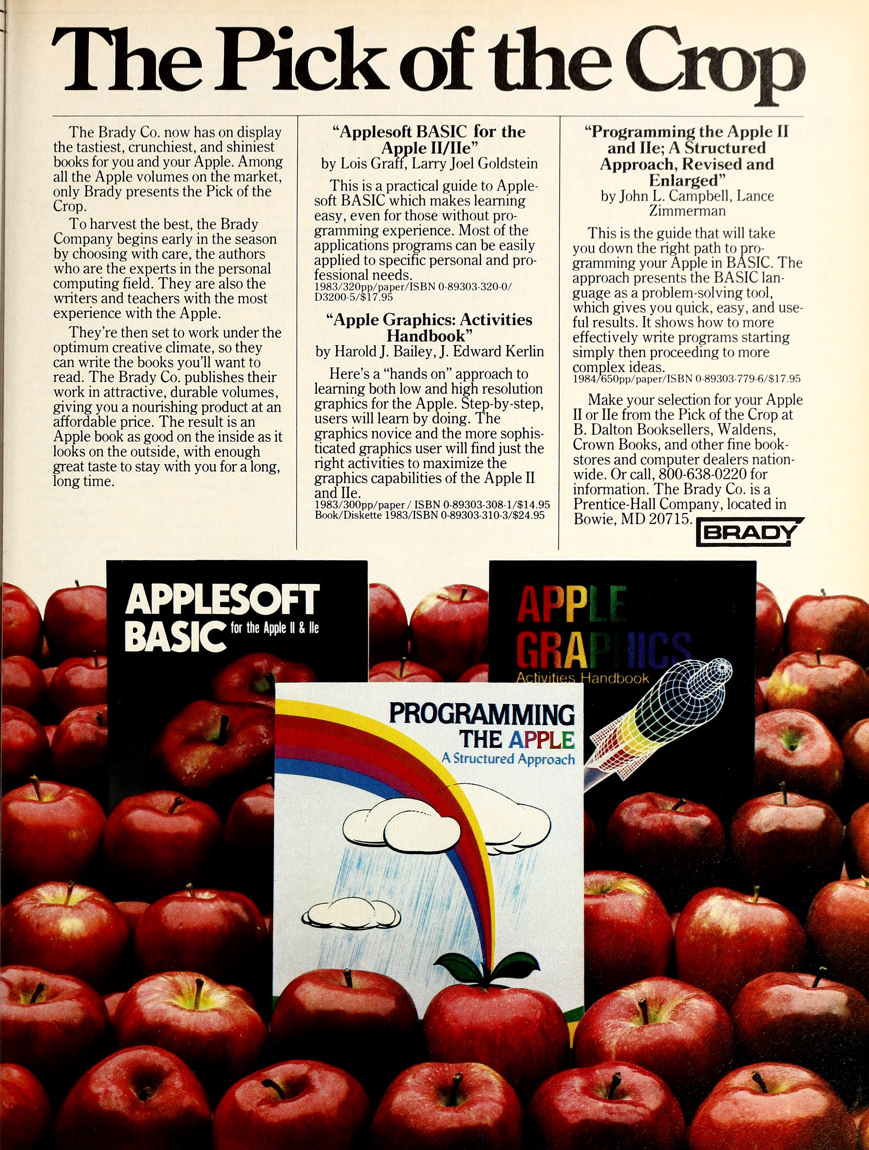 The Pick of the Crop
The Brady Co. now has on display
the tastiest, crunchiest, and shiniest
books for you and your Apple. Among
all the Apple volumes on the market,
only Brady presents the Pick of the
Crop.
To harvest the best, the Brady
Company begins early in the season
by choosing with care, the authors
who are the experts in the personal
computing field. They are also the
writers and teachers with the most
experience with the Apple.
They're then set to work under the
optimum creative climate, so they
can write the books you'll want to
read. The Brady Co. publishes their
work in attractive, durable volumes,
giving you a nourishing product at an
affordable price. The result is an
Apple book as good on the inside as it
looks on the outside, with enough
great taste to stay with you for a long,
long time.
"Applesoft BASIC for the
Apple II/IIe"
by Lois Graff, Larry Joel Goldstein
This is a practical guide to Apple-
soft BASIC which makes learning
easy, even for those without pro-
gramming experience. Most of the
applications programs can be easily
applied to specific personal and pro-
fessional needs.
1983/320pp/paper/ISBN 0-89303-320-0/
D3200-5/$17.95
"Apple Graphics: Activities
Handbook"
by Harold J. Bailey, J. Edward Kerlin
Here's a "hands on" approach to
learning both low and high resolution
graphics for the Apple. Step-by-step,
users will learn by doing. The
graphics novice and the more sophis-
ticated graphics user will find just the
right activities to maximize the
graphics capabilities of the Apple II
and IIe.
1983/300pp/paper / ISBN 0-89303-308-1/$14.95
Book/Diskette 1983/ISBN 0-89303-310-3/$24.95
"Programming the Apple II
and IIe; A Structured
Approach, Revised and
Enlarged"
by John L. Campbell, Lance
Zimmerman
This is the guide that will take
you down the right path to pro-
gramming your Apple in BASIC. The
approach presents the BASIC lan-
guage as a problem-solving tool,
which gives you quick, easy, and use-
ful results. It shows how to more
effectively write programs starting
simply then proceeding to more
complex ideas.
1984/650pp/paper/ISBN 0-89303-779-6/$17.95
Make your selection for your Apple
II or IIe from the Pick of the Crop at
B. Dalton Booksellers, Waldens,
Crown Books, and other fine book-
stores and computer dealers nation-
wide. Or call, 800-638-0220 for
information. The Brady Co. is a
Prentice-Hall Company, located in
Bowie, MD 20715.
BRADY
APPLESOFT
BASIC for the Apple II & IIe
APPLE
GRAPHICS
Activities Handbook
PROGRAMMING
THE APPLE
A Structured Approach